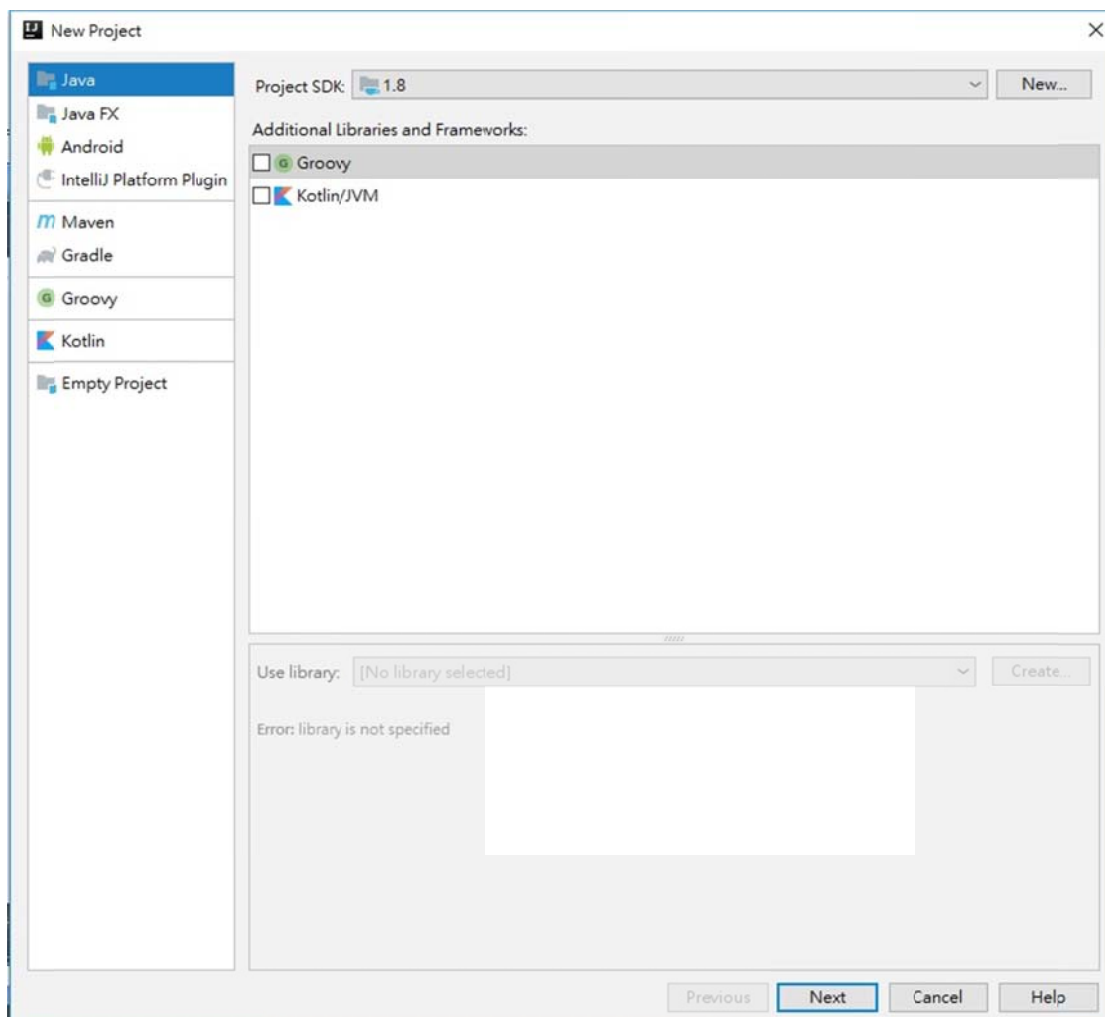 New Project
Java
Java FX
Android
IntelliJ Platform Plugin
Maven
Gradle
Groovy
Kotlin
Empty Project
Project SDK: 1.8 New...
Additional Libraries and Frameworks:
Groovy
Kotlin/JVM
Use library: [No library selected] Create...
Error: library is not specified
Previous Next Cancel Help